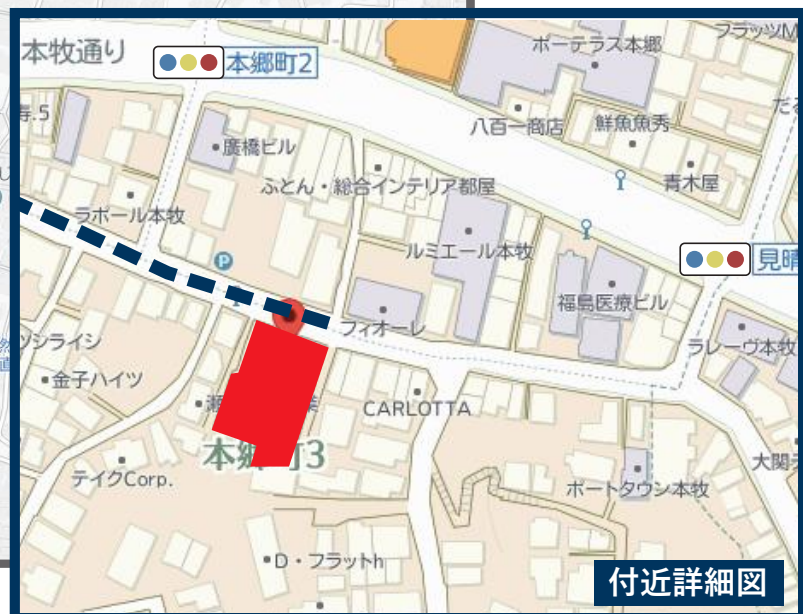 本牧通り
本郷町2
ポーテラス本郷
フラッツM
八百一商店
鮮魚魚秀
廣橋ビル
ふとん・総合インテリア都屋
青木屋
ラポール本牧
P
ルミエール本牧
見晴
福島医療ビル
フィオーレ
ラレーヴ本牧
ソシライシ
金子ハイツ
CARLOTTA
本郷町3
テイクCorp.
ポートタウン本牧
大関
D・フラットh
付近詳細図